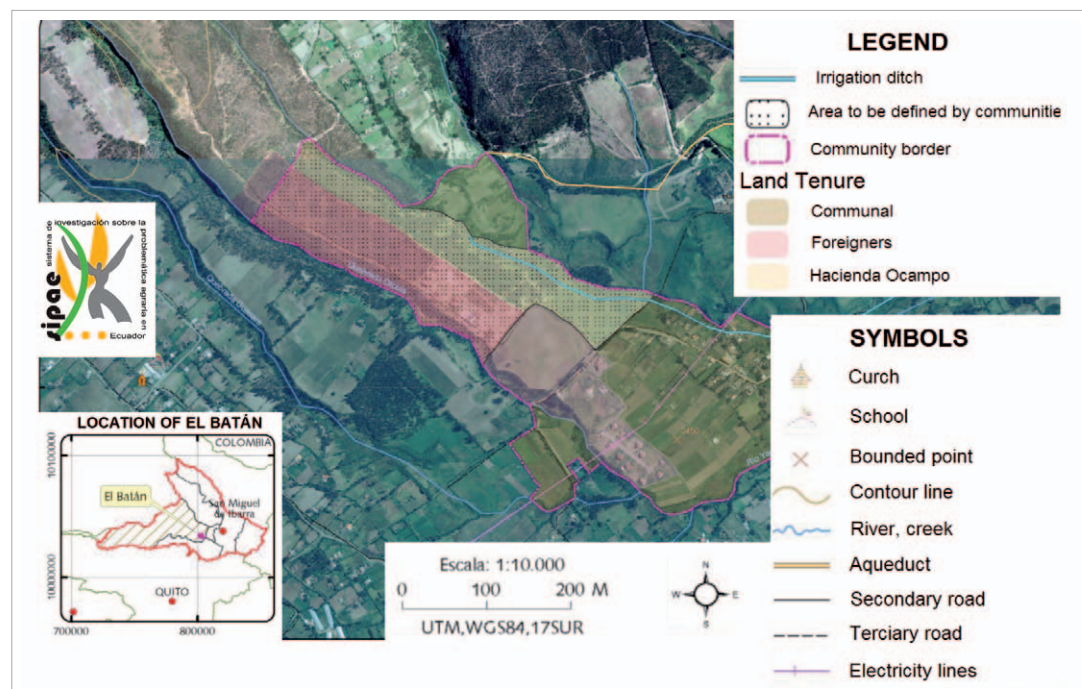 LEGEND
Irrigation ditch
Area to be defined by communitie
Community border
Land Tenure
Communal
Foreigners
Hacienda Ocampo
sipae
sistema de investigación sobre la problemática agraria en
Ecuador
SYMBOLS
Curch
School
Bounded point
Contour line
River, creek
Aqueduct
Secondary road
Terciary road
Electricity lines
LOCATION OF EL BATÁN
COLOMBIA
10100000
El Batán
San Miguel
de Ibarra
10000000
QUITO
700000
800000
Escala: 1:10.000
0 100 200 M
UTM,WGS84,17SUR
N
W E
S